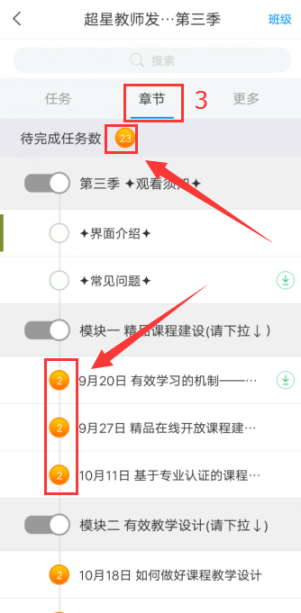 超星教师发…第三季 班级
搜索
任务 章节 3 更多
待完成任务数: 23
第三季 ✦观看须知✦
✦界面介绍✦
✦常见问题✦
模块一 精品课程建设(请下拉↓)
2 9月20日 有效学习的机制——…
2 9月27日 精品在线开放课程建…
2 10月11日 基于专业认证的课程…
模块二 有效教学设计(请下拉↓)
2 10月18日 如何做好课程教学设计